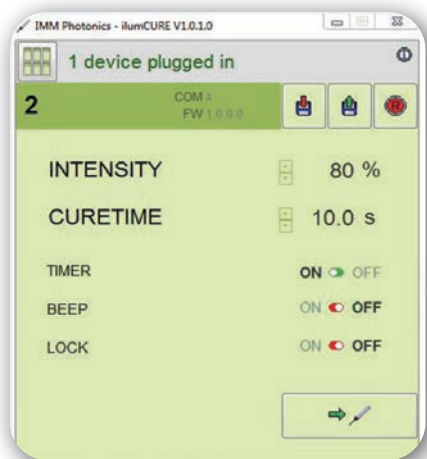 IMM Photonics - ilumCURE V1.0.1.0
1 device plugged in
2 COM 4
FW 1.0.0.0
R
INTENSITY 80 %
CURETIME 10.0 s
TIMER ON OFF
BEEP ON OFF
LOCK ON OFF